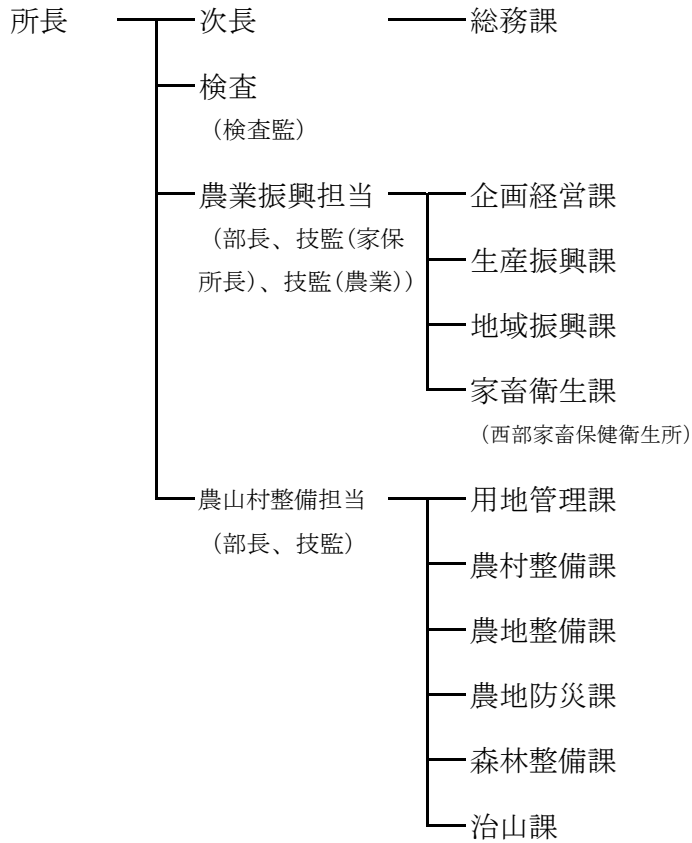 所長
次長
総務課
検査
（検査監）
農業振興担当
（部長、技監(家保
所長)、技監(農業)）
企画経営課
生産振興課
地域振興課
家畜衛生課
（西部家畜保健衛生所）
農山村整備担当
（部長、技監）
用地管理課
農村整備課
農地整備課
農地防災課
森林整備課
治山課